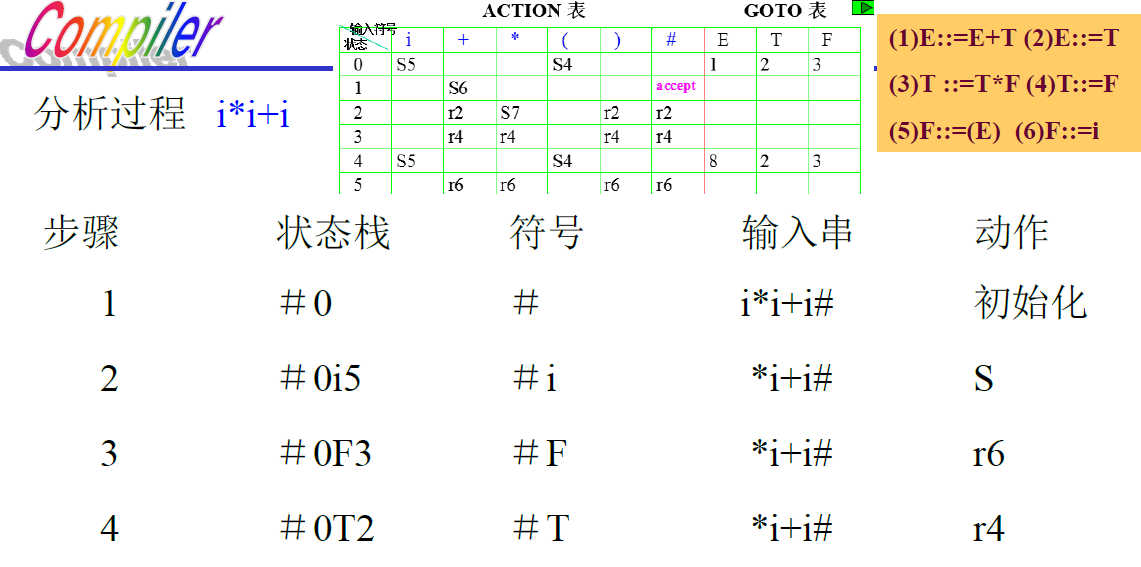 Compiler
ACTION 表 GOTO 表
输入符号
状态
i + * ( ) # E T F
0 S5 S4 1 2 3
1 S6 accept
2 r2 S7 r2 r2
3 r4 r4 r4 r4
4 S5 S4 8 2 3
5 r6 r6 r6 r6
(1)E::=E+T (2)E::=T
(3)T ::=T*F (4)T::=F
(5)F::=(E) (6)F::=i
分析过程 i*i+i
步骤 状态栈 符号 输入串 动作
1 #0 # i*i+i# 初始化
2 #0i5 #i *i+i# S
3 #0F3 #F *i+i# r6
4 #0T2 #T *i+i# r4